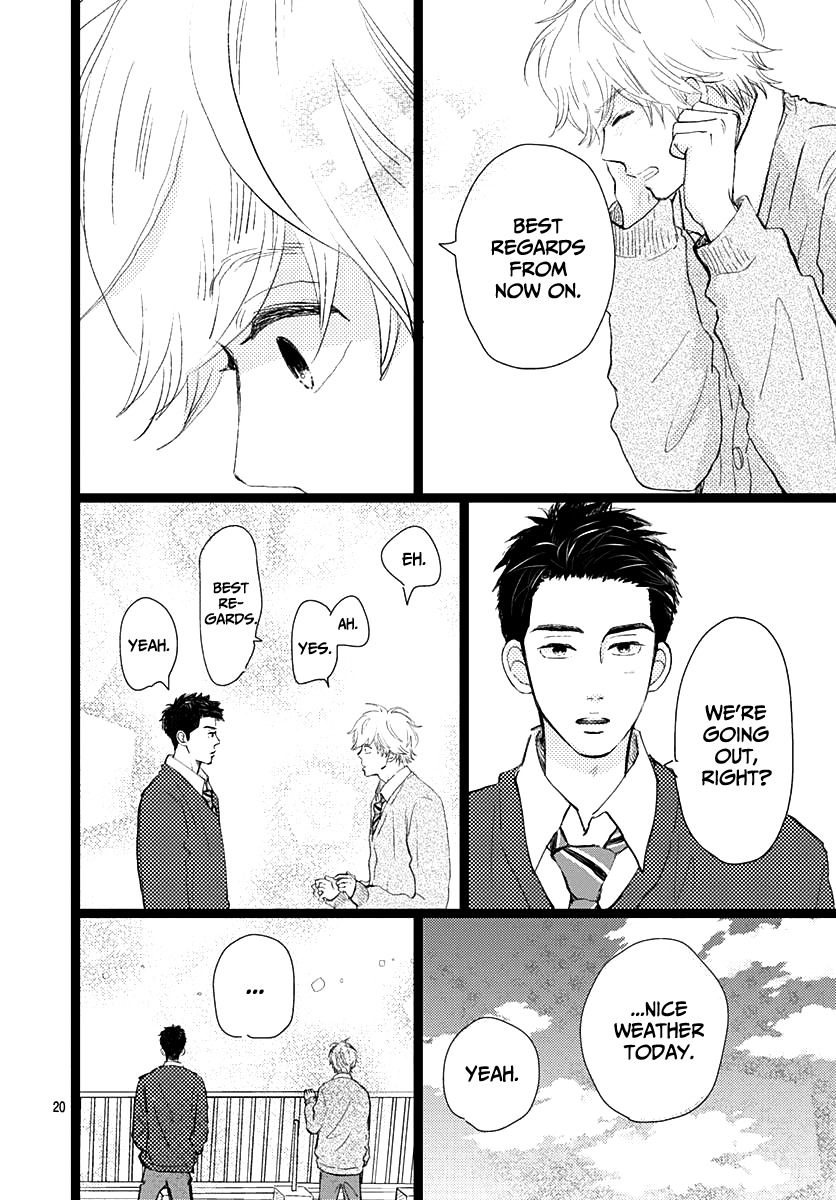 BEST
REGARDS
FROM
NOW ON.
WE'RE
GOING
OUT,
RIGHT?
EH.
AH.
YES.
BEST
RE-
GARDS.
YEAH.
...NICE
WEATHER
TODAY.
YEAH.
...
20